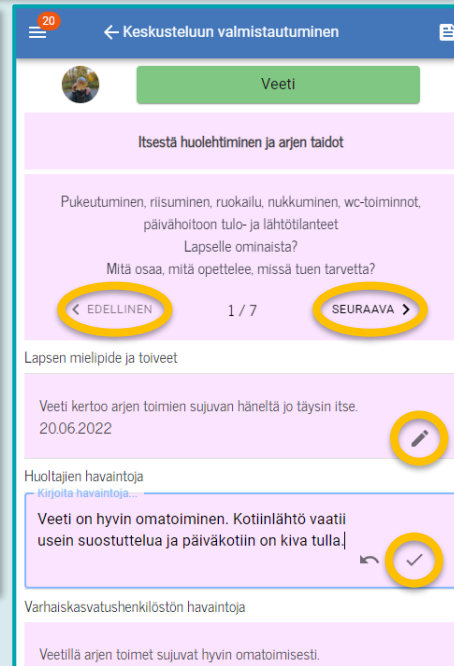 20
Keskusteluun valmistautuminen
Veeti
Itsestä huolehtiminen ja arjen taidot
Pukeutuminen, riisuminen, ruokailu, nukkuminen, wc-toiminnot,
päivähoitoon tulo- ja lähtötilanteet
Lapselle ominaista?
Mitä osaa, mitä opettelee, missä tuen tarvetta?
EDELLINEN 1 / 7 SEURAAVA
Lapsen mielipide ja toiveet
Veeti kertoo arjen toimien sujuvan häneltä jo täysin itse.
20.06.2022
Huoltajien havaintoja
Kirjoita havaintoja...
Veeti on hyvin omatoiminen. Kotiinlähtö vaatii
usein suostuttelua ja päiväkotiin on kiva tulla.
Varhaiskasvatushenkilöstön havaintoja
Veetillä arjen toimet sujuvat hyvin omatoimisesti.